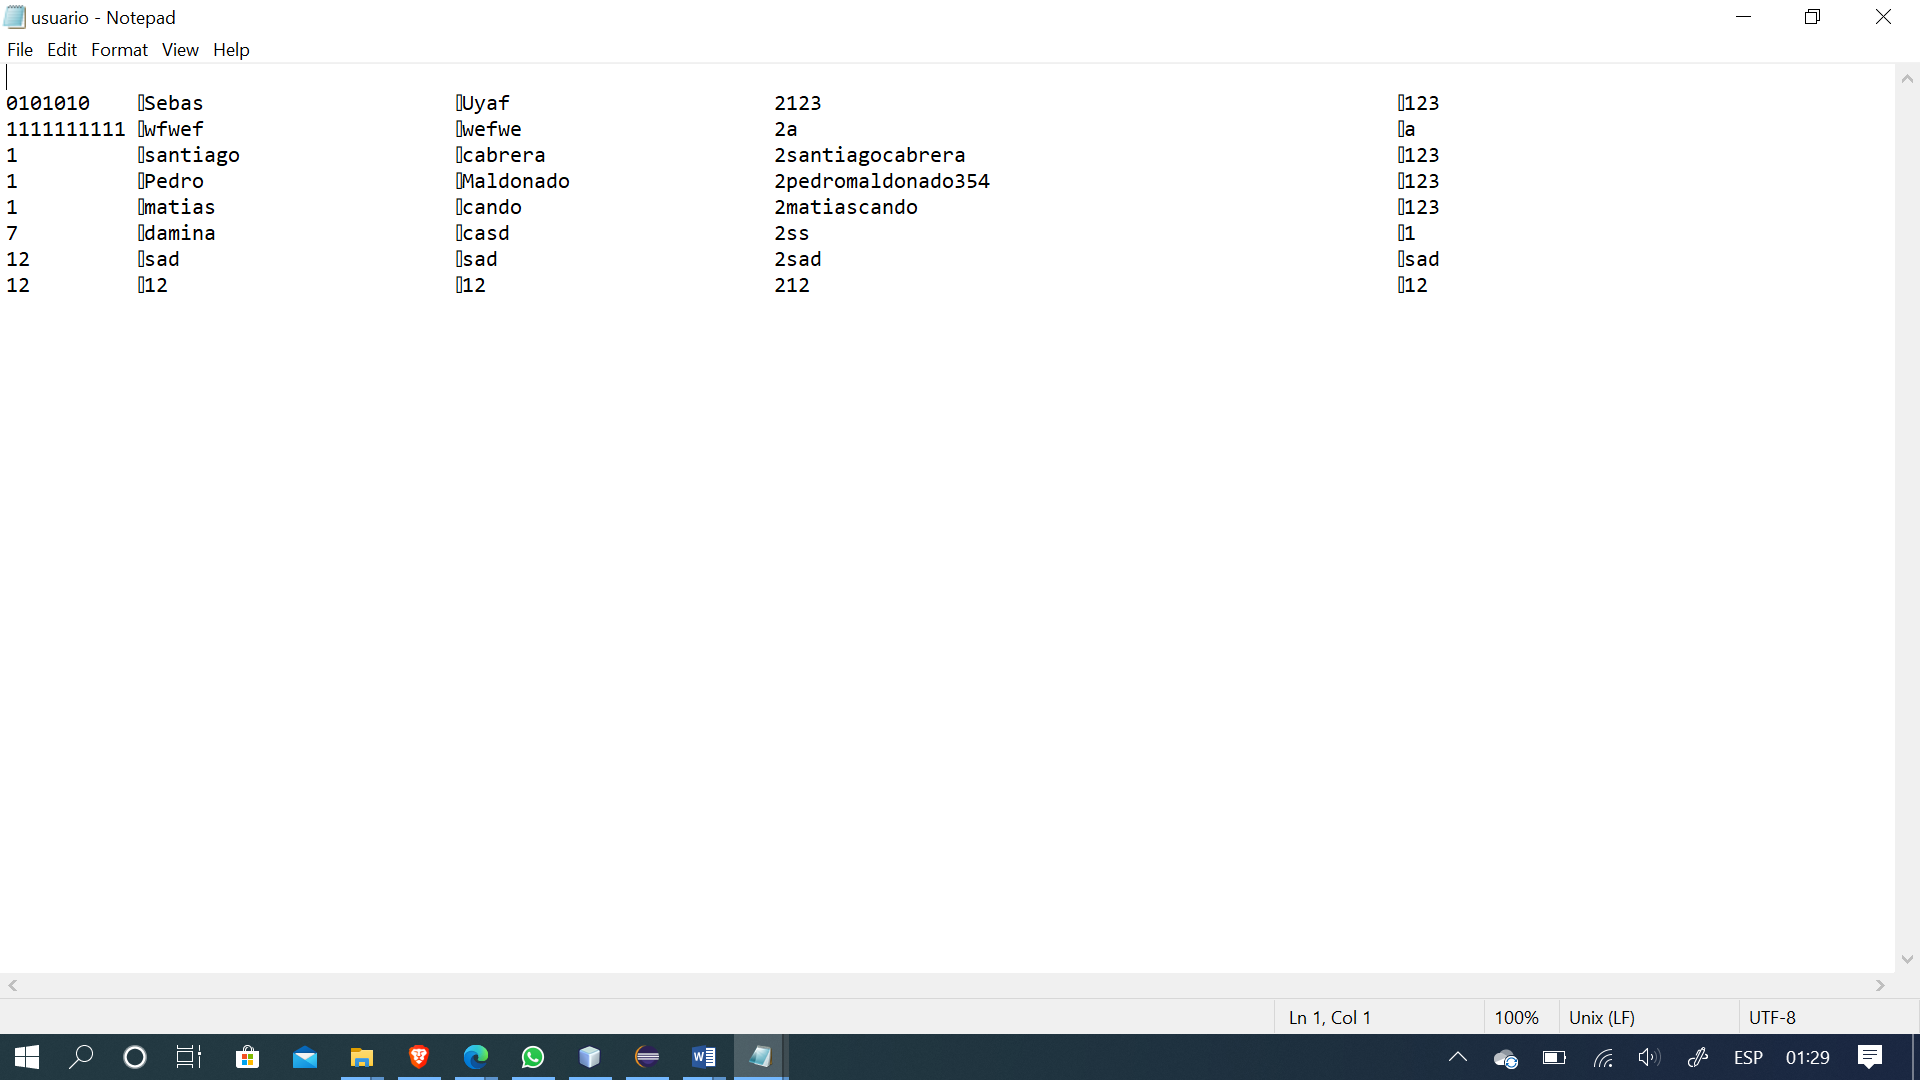 usuario - Notepad
File Edit Format View Help
0101010 Sebas Uyaf 2123 123
1111111111 wfwef wefwe 2a a
1 santiago cabrera 2santiagocabrera 123
1 Pedro Maldonado 2pedromaldonado354 123
1 matias cando 2matiascando 123
7 damina casd 2ss 1
12 sad sad 2sad sad
12 12 12 212 12
Ln 1, Col 1 100% Unix (LF) UTF-8
ESP 01:29